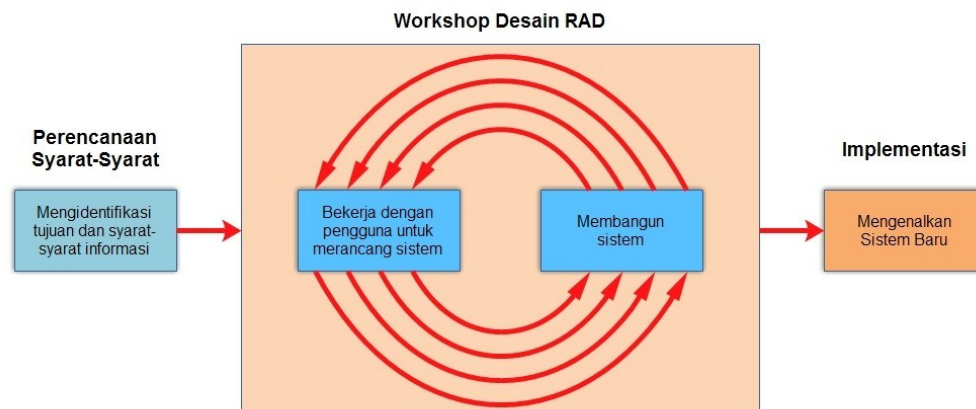 Workshop Desain RAD
Perencanaan
Syarat-Syarat
Mengidentifikasi
tujuan dan syarat-
syarat informasi
Bekerja dengan
pengguna untuk
merancang sistem
Membangun
sistem
Implementasi
Mengenalkan
Sistem Baru